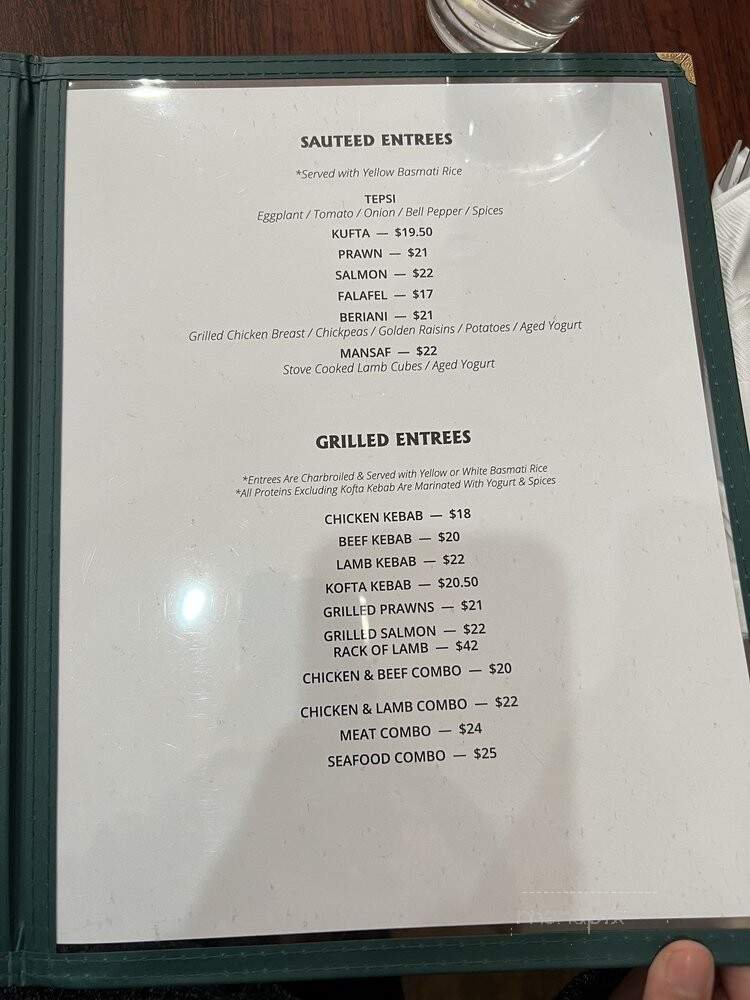 SAUTEED ENTREES
*Served with Yellow Basmati Rice
TEPSI
Eggplant / Tomato / Onion / Bell Pepper / Spices
KUFTA — $19.50
PRAWN — $21
SALMON — $22
FALAFEL — $17
BERIANI — $21
Grilled Chicken Breast / Chickpeas / Golden Raisins / Potatoes / Aged Yogurt
MANSAF — $22
Stove Cooked Lamb Cubes / Aged Yogurt
GRILLED ENTREES
*Entrees Are Charbroiled & Served with Yellow or White Basmati Rice
*All Proteins Excluding Kofta Kebab Are Marinated With Yogurt & Spices
CHICKEN KEBAB — $18
BEEF KEBAB — $20
LAMB KEBAB — $22
KOFTA KEBAB — $20.50
GRILLED PRAWNS — $21
GRILLED SALMON — $22
RACK OF LAMB — $42
CHICKEN & BEEF COMBO — $20
CHICKEN & LAMB COMBO — $22
MEAT COMBO — $24
SEAFOOD COMBO — $25